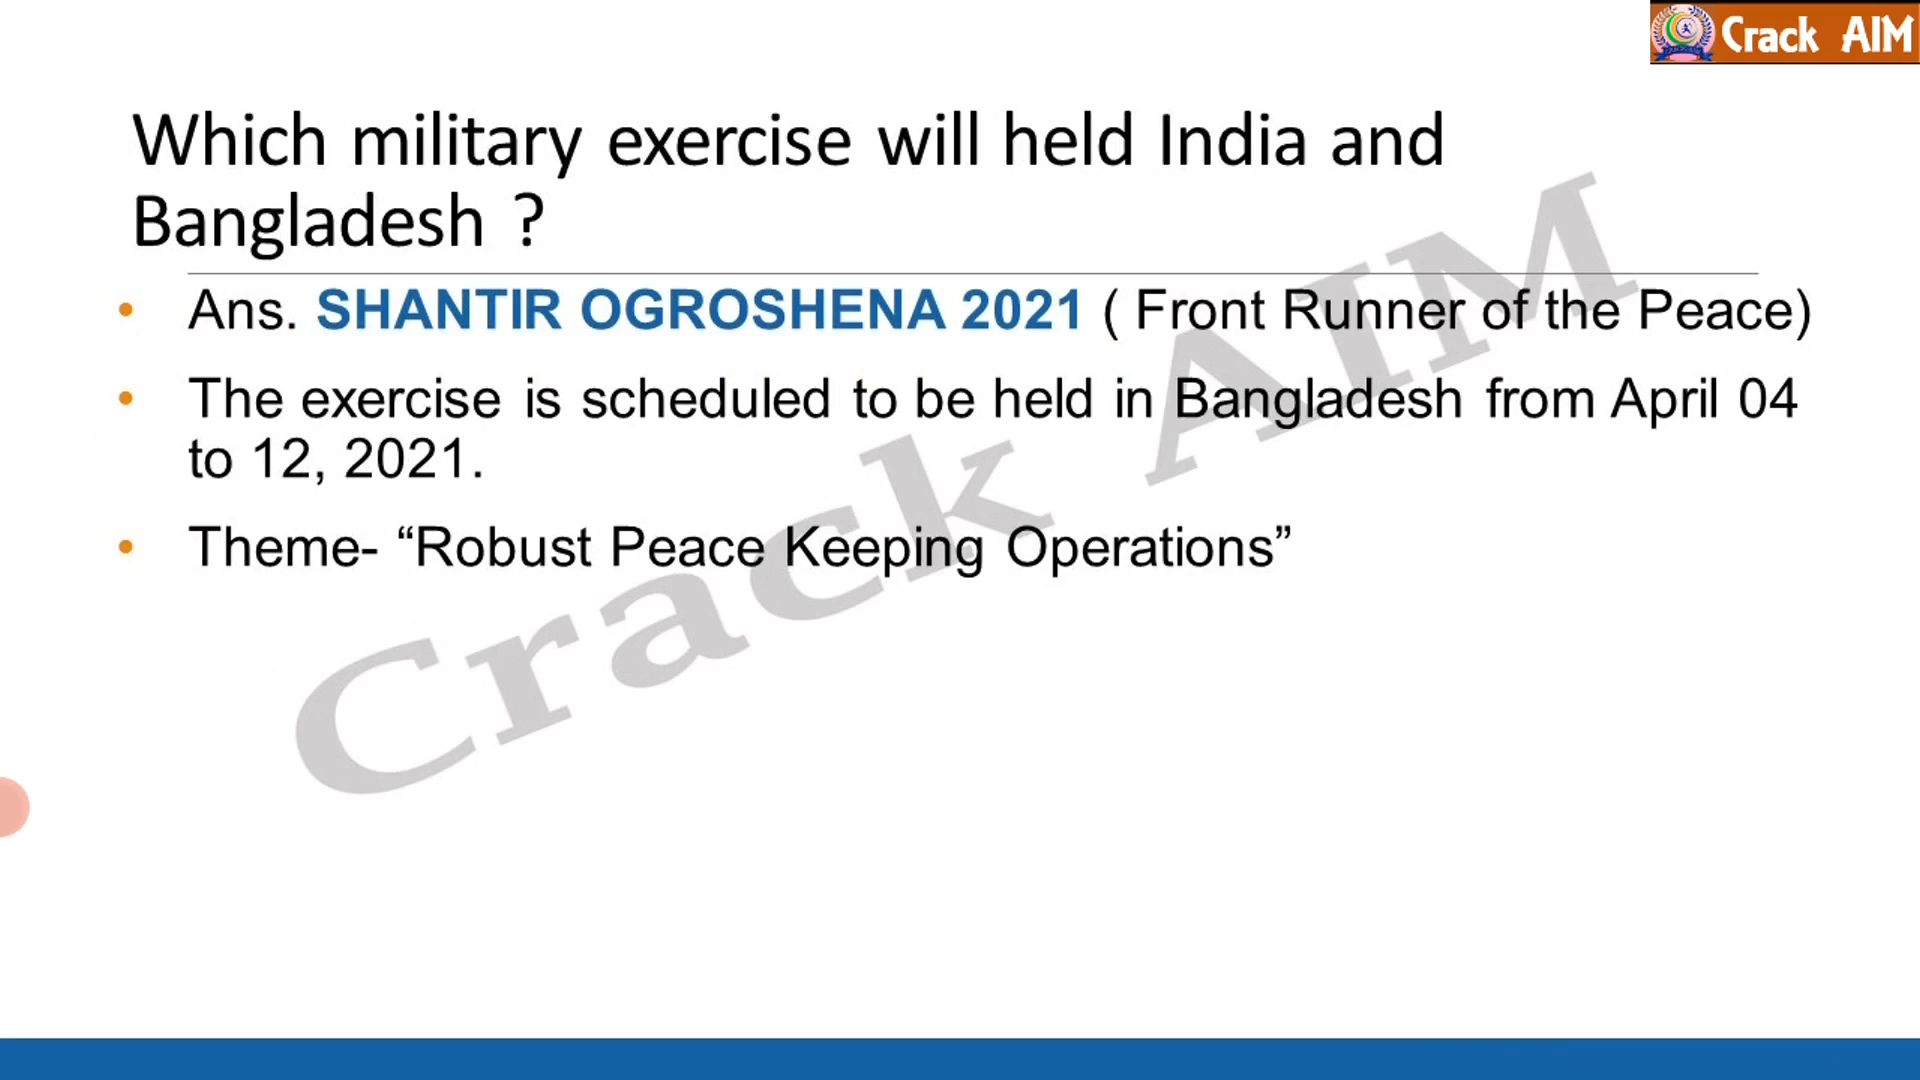 Crack AIM
Which military exercise will held India and
Bangladesh ?
• Ans. SHANTIR OGROSHENA 2021 ( Front Runner of the Peace)
• The exercise is scheduled to be held in Bangladesh from April 04
to 12, 2021.
• Theme- “Robust Peace Keeping Operations”
Crack AIM